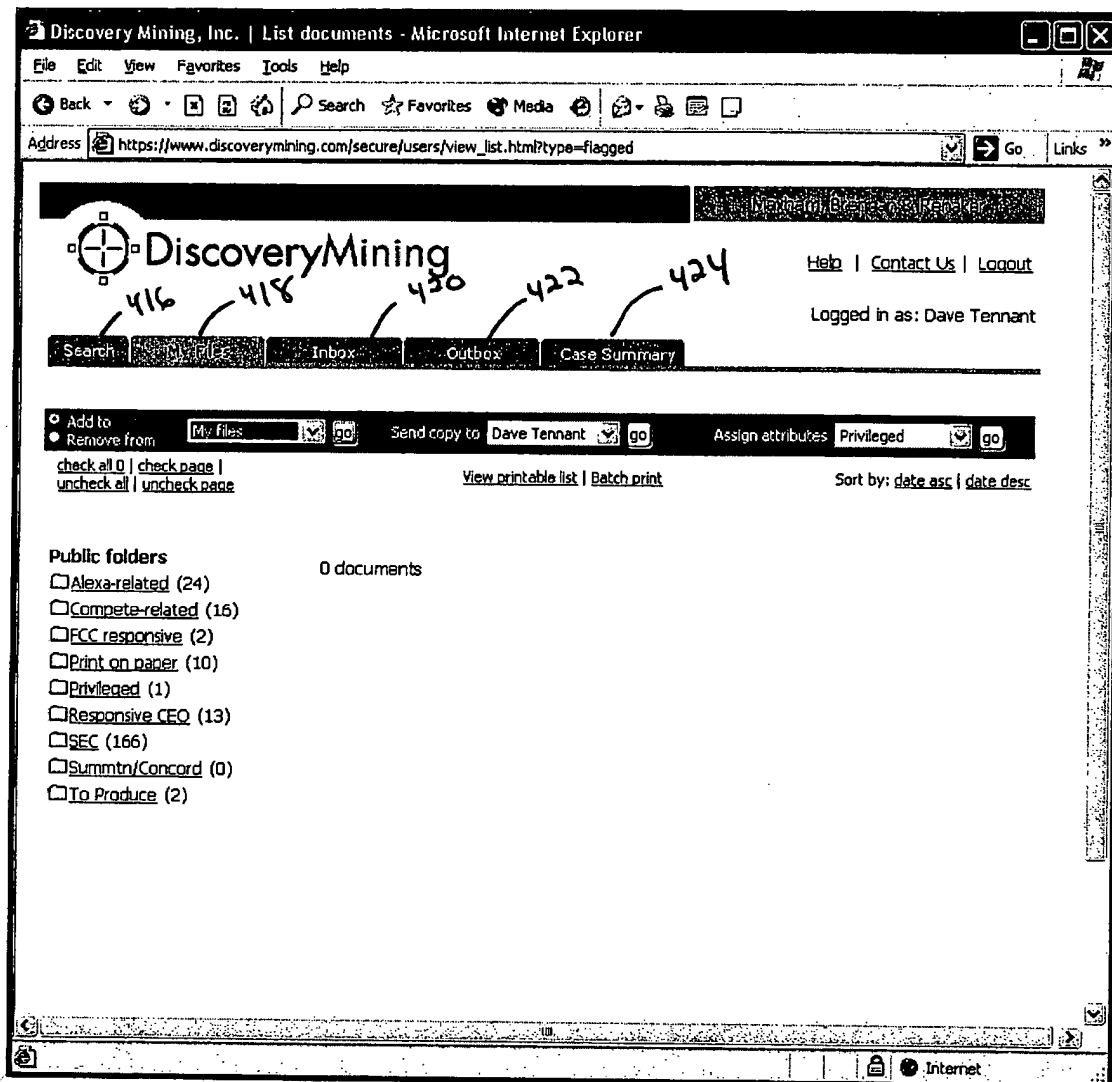 Discovery Mining, Inc. | List documents - Microsoft Internet Explorer
File Edit View Favorites Tools Help
Back Search Favorites Media
Address https://www.discoverymining.com/secure/users/view_list.html?type=flagged Go Links »
DiscoveryMining
Help | Contact Us | Logout
416 418 420 422 424
Logged in as: Dave Tennant
Search My Files Inbox Outbox Case Summary
Add to
Remove from My files go Send copy to Dave Tennant go Assign attributes Privileged go
check all 0 | check page |
uncheck all | uncheck page View printable list | Batch print Sort by: date asc | date desc
Public folders
0 documents
Alexa-related (24)
Compete-related (16)
FCC responsive (2)
Print on paper (10)
Privileged (1)
Responsive CEO (13)
SEC (166)
Summtn/Concord (0)
To Produce (2)
Internet